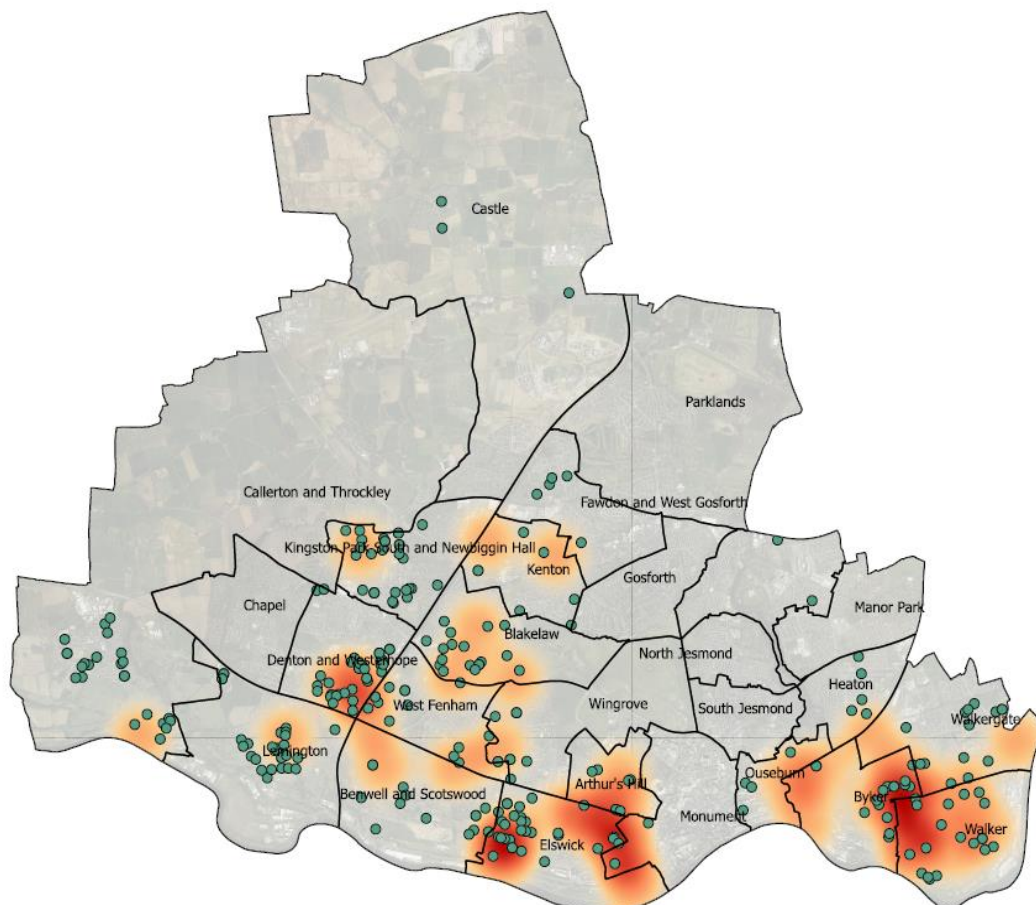 Castle
Parklands
Callerton and Throckley
Fawdon and West Gosforth
Kingston Park South and Newbiggin Hall
Kenton
Gosforth
Chapel
Manor Park
Blakelaw
Denton and Westerhope
North Jesmond
Heaton
West Fenham
Wingrove
South Jesmond
Walkergate
Lemington
Ouseburn
Arthur's Hill
Benwell and Scotswood
Byker
Monument
Walker
Elswick